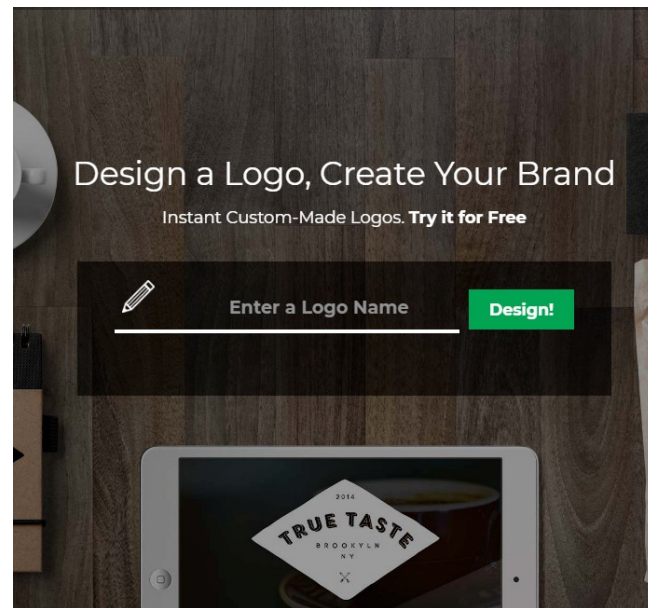 Design a Logo, Create Your Brand
Instant Custom-Made Logos. Try it for Free
Enter a Logo Name
Design!
2014
TRUE TASTE
BROOKYLN
NY